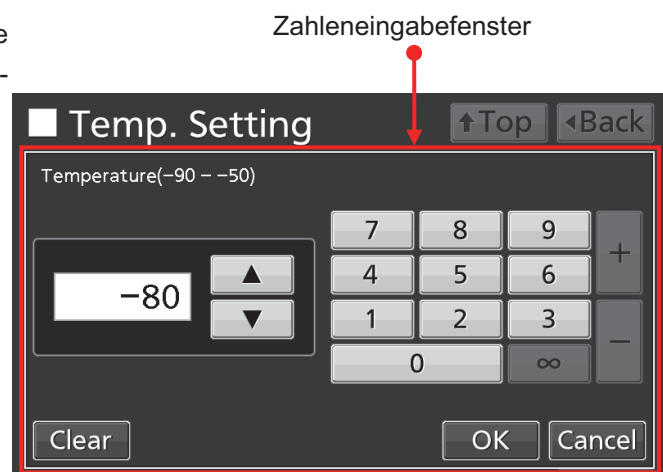 Zahleneingabefenster
e
-
Temp. Setting
↑Top
◂Back
Temperature(−90 – −50)
7 8 9 +
−80 ▲ 4 5 6
▼ 1 2 3 −
0 ∞
Clear OK Cancel